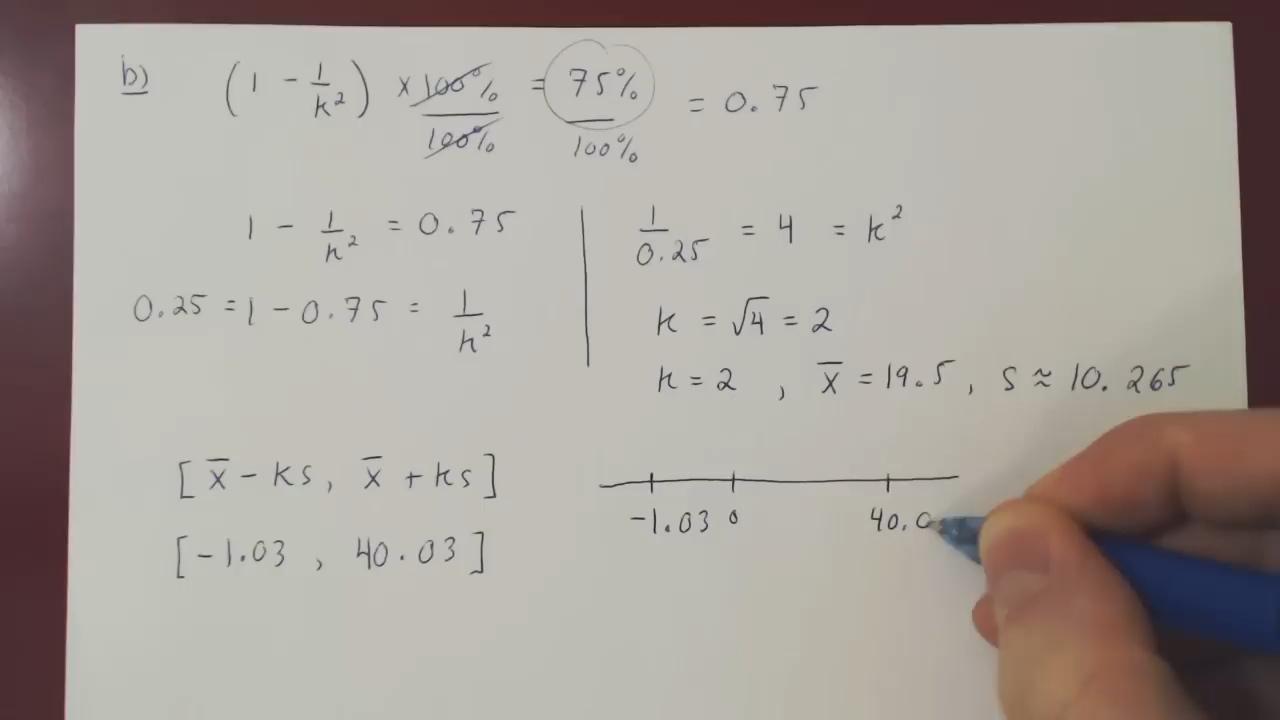 b) (1 - 1/k²) × 100%/100% = 75%/100% = 0.75
1 - 1/k² = 0.75
0.25 = 1 - 0.75 = 1/k²
1/0.25 = 4 = k²
k = √4 = 2
k = 2 , x̅ = 19.5 , s ≈ 10.265
[x̅ - ks, x̅ + ks]
[-1.03 , 40.03]
-1.03 0 40.0